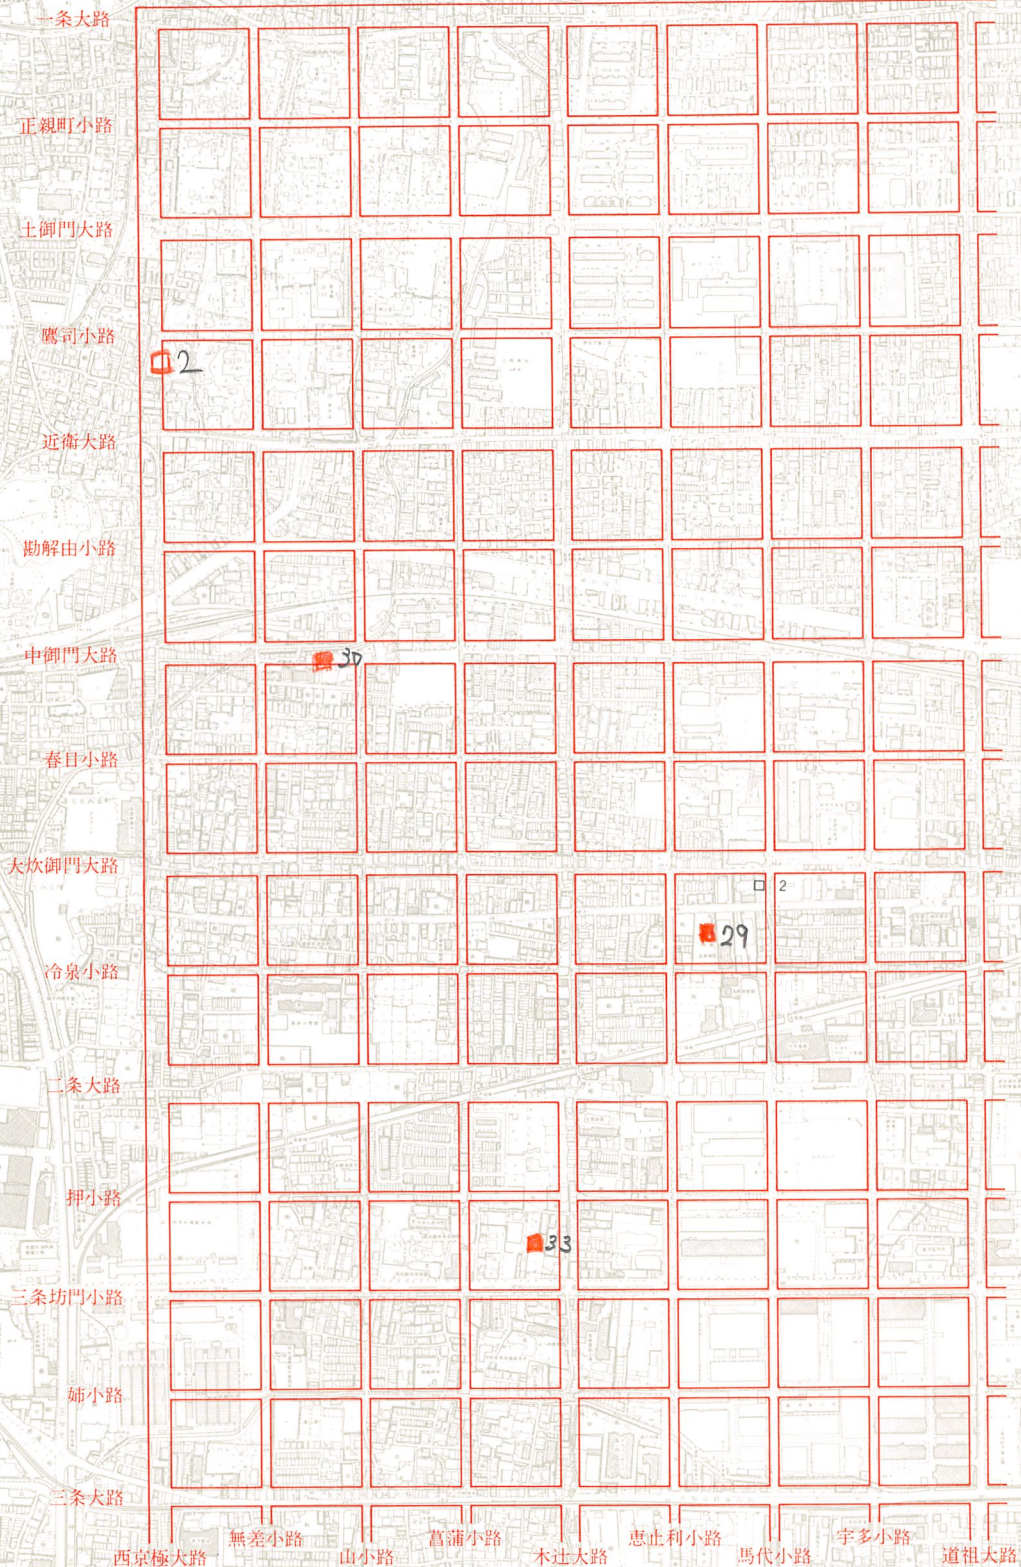 一条大路
正親町小路
土御門大路
鷹司小路
2
近衛大路
勘解由小路
中御門大路
30
春日小路
大炊御門大路
2
29
冷泉小路
二条大路
押小路
33
三条坊門小路
姉小路
三条大路
西京極大路
無差小路
山小路
菖蒲小路
木辻大路
恵止利小路
馬代小路
宇多小路
道祖大路